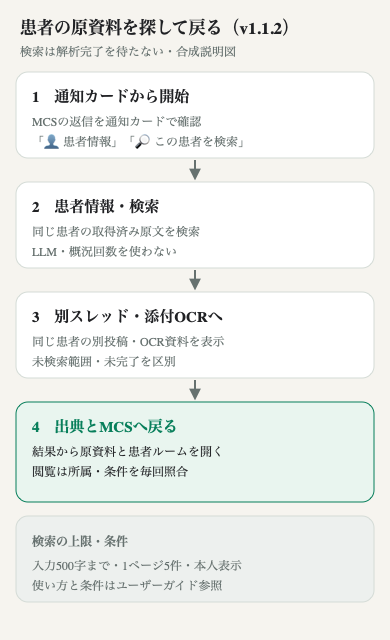 患者の原資料を探して戻る（v1.1.2）
検索は解析完了を待たない・合成説明図
1 通知カードから開始
MCSの返信を通知カードで確認
「👤 患者情報」「🔎 この患者を検索」
2 患者情報・検索
同じ患者の取得済み原文を検索
LLM・概況回数を使わない
3 別スレッド・添付OCRへ
同じ患者の別投稿・OCR資料を表示
未検索範囲・未完了を区別
4 出典とMCSへ戻る
結果から原資料と患者ルームを開く
閲覧は所属・条件を毎回照合
検索の上限・条件
入力500字まで・1ページ5件・本人表示
使い方と条件はユーザーガイド参照